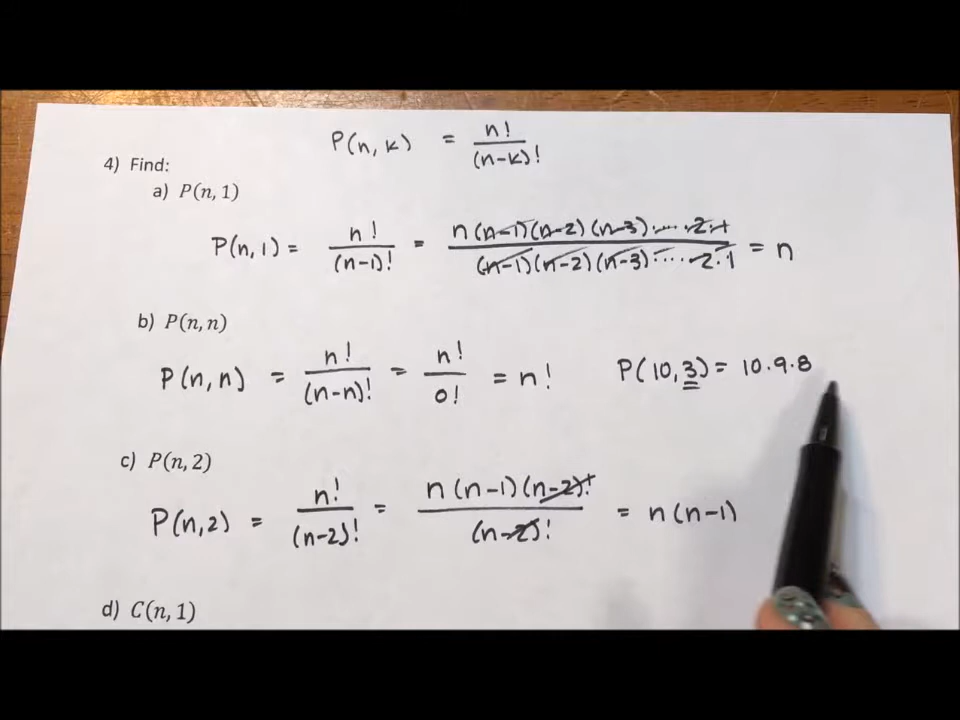 P(n, k) = n!/(n-k)!
4) Find:
a) P(n, 1)
P(n, 1) = n!/(n-1)! = n(n-1)(n-2)(n-3)....2.1/(n-1)(n-2)(n-3)....2.1 = n
b) P(n, n)
P(n, n) = n!/(n-n)! = n!/0! = n! P(10, 3) = 10.9.8
c) P(n, 2)
P(n,2) = n!/(n-2)! = n(n-1)(n-2)!/(n-2)! = n(n-1)
d) C(n, 1)